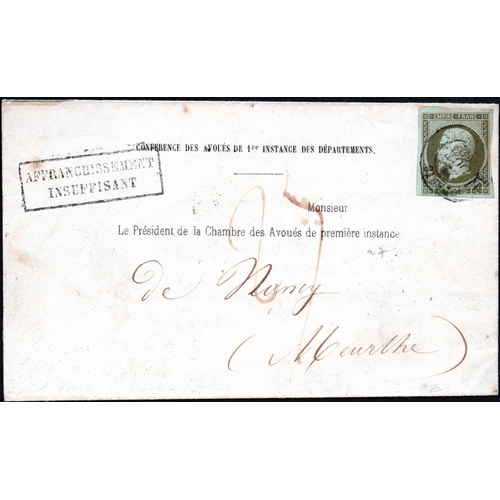 EMPIRE FRANC
CONFÉRENCE DES AVOUÉS DE 1re INSTANCE DES DÉPARTEMENTS.
AFFRANCHISSEMENT
INSUFFISANT
Monsieur
Le Président de la Chambre des Avoués de première instance
de Nancy
(Meurthe)